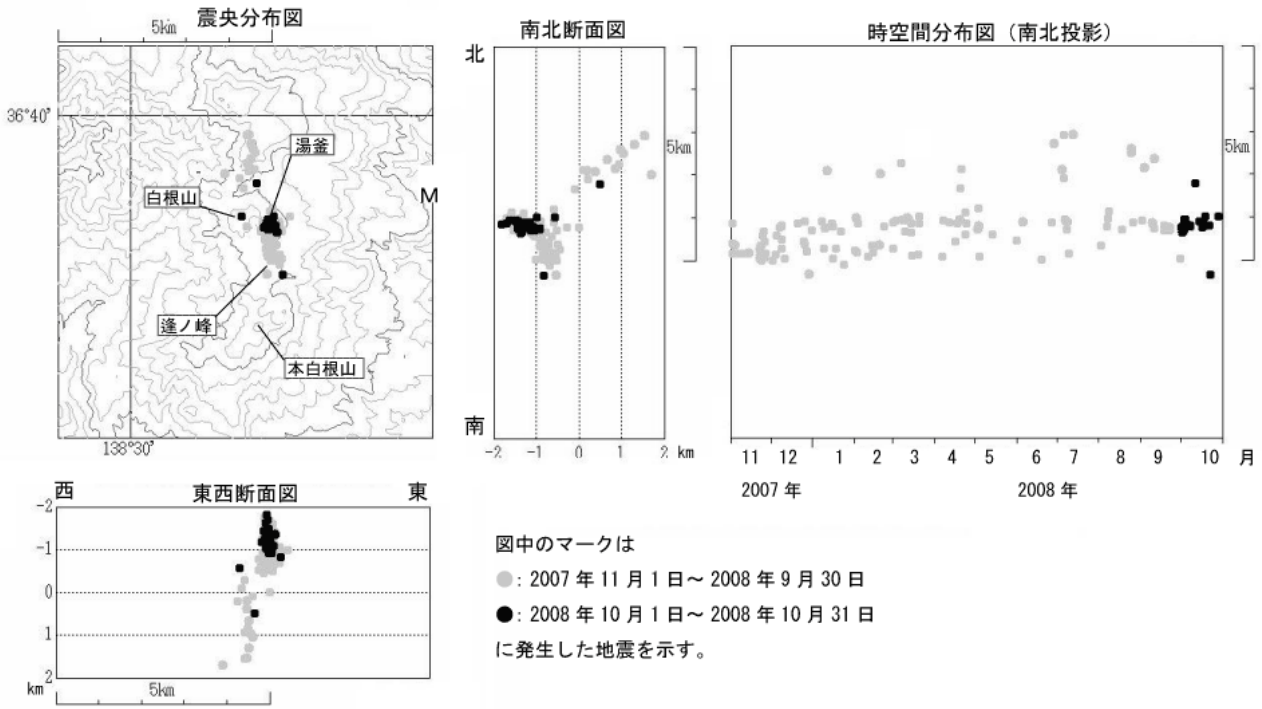 震央分布図
5km
36°40′
湯釜
白根山
M
逢ノ峰
本白根山
138°30′
南北断面図
北
5km
南
-2 -1 0 1 2 km
時空間分布図（南北投影）
5km
11 12 1 2 3 4 5 6 7 8 9 10 月
2007 年 2008 年
西 東西断面図 東
-2
-1
0
1
2
km
5km
図中のマークは
●: 2007 年 11 月 1 日～ 2008 年 9 月 30 日
●: 2008 年 10 月 1 日～ 2008 年 10 月 31 日
に発生した地震を示す。